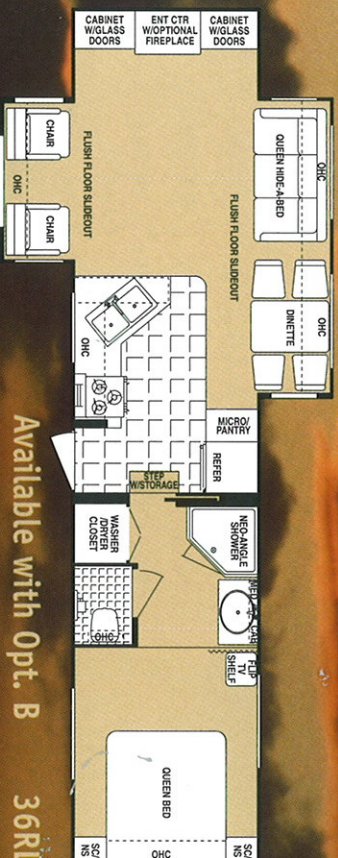 CABINET
W/GLASS
DOORS
ENT CTR
W/OPTIONAL
FIREPLACE
CABINET
W/GLASS
DOORS
CHAIR
OHC
CHAIR
FLUSH FLOOR SLIDEOUT
FLUSH FLOOR SLIDEOUT
QUEEN HIDE-A-BED
OHC
DINETTE
OHC
OHC
MICRO/
PANTRY
REFER
STEP
W/STORAGE
WASHER
/DRYER
CLOSET
NEO-ANGLE
SHOWER
OHC
FLIP
TV
SHELF
QUEEN BED
OHC
Available with Opt. B